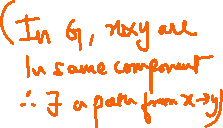 (In G, x & y are
in same component
∴ ∃ a path from x→y)